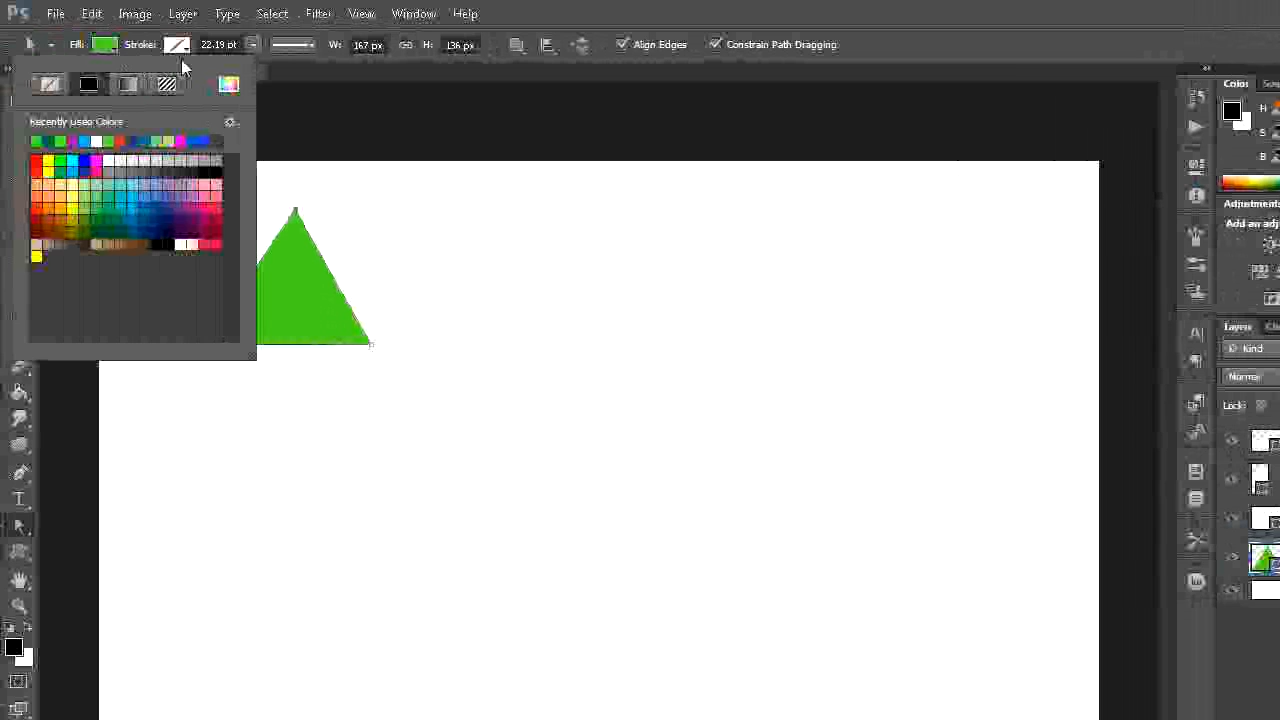 Ps File Edit Image Layer Type Select Filter View Window Help
Fill: Stroke: 22.19 pt W: 167 px H: 136 px Align Edges Constrain Path Dragging
Color
H
S
B
Recently Used Colors
Adjustments
Add an adj
Layers
Kind
Normal
Lock: